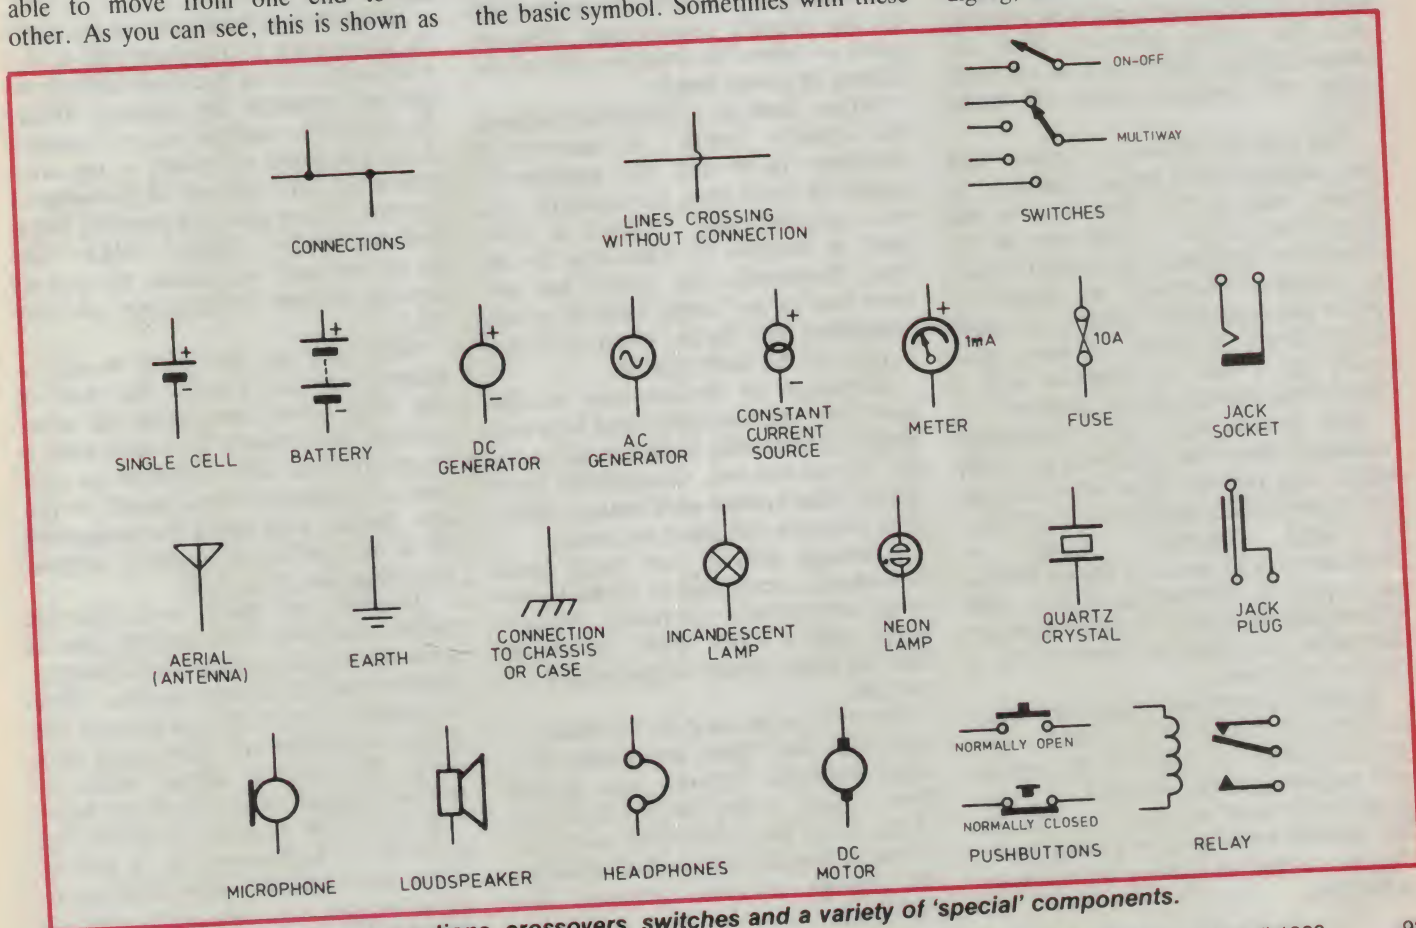 able to move from one end to
other. As you can see, this is shown as
the basic symbol. Sometimes with these
ON-OFF
MULTIWAY
SWITCHES
CONNECTIONS
LINES CROSSING
WITHOUT CONNECTION
+
-
SINGLE CELL
+
-
BATTERY
+
-
DC
GENERATOR
AC
GENERATOR
+
-
CONSTANT
CURRENT
SOURCE
+
1mA
METER
10A
FUSE
JACK
SOCKET
AERIAL
(ANTENNA)
EARTH
CONNECTION
TO CHASSIS
OR CASE
INCANDESCENT
LAMP
NEON
LAMP
QUARTZ
CRYSTAL
JACK
PLUG
MICROPHONE
LOUDSPEAKER
HEADPHONES
DC
MOTOR
NORMALLY OPEN
NORMALLY CLOSED
PUSHBUTTONS
RELAY
crossovers, switches and a variety of 'special' components.